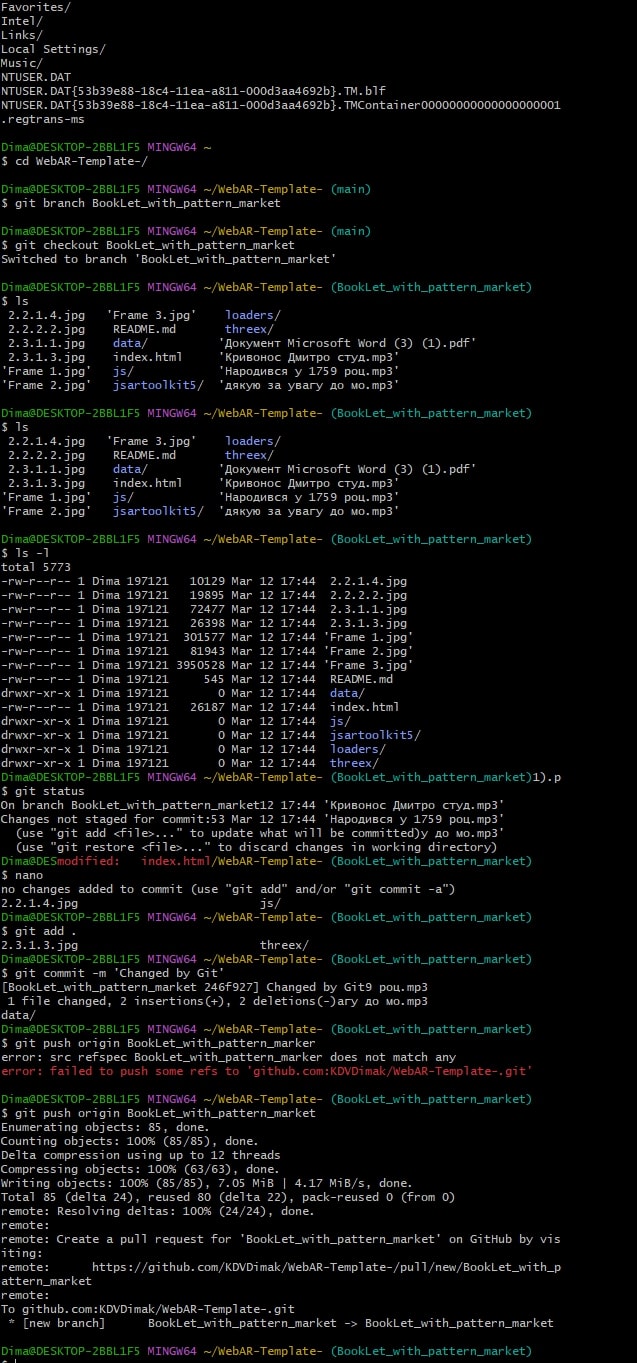 Favorites/
Intel/
Links/
Local Settings/
Music/
NTUSER.DAT
NTUSER.DAT{53b39e88-18c4-11ea-a811-000d3aa4692b}.TM.blf
NTUSER.DAT{53b39e88-18c4-11ea-a811-000d3aa4692b}.TMContainer00000000000000000001
.regtrans-ms
Dima@DESKTOP-2BBL1F5 MINGW64 ~
$ cd WebAR-Template-/
Dima@DESKTOP-2BBL1F5 MINGW64 ~/WebAR-Template- (main)
$ git branch BookLet_with_pattern_market
Dima@DESKTOP-2BBL1F5 MINGW64 ~/WebAR-Template- (main)
$ git checkout BookLet_with_pattern_market
Switched to branch 'BookLet_with_pattern_market'
Dima@DESKTOP-2BBL1F5 MINGW64 ~/WebAR-Template- (BookLet_with_pattern_market)
$ ls
2.2.1.4.jpg 'Frame 3.jpg' loaders/
2.2.2.2.jpg README.md threex/
2.3.1.1.jpg data/ 'Документ Microsoft Word (3) (1).pdf'
2.3.1.3.jpg index.html 'Кривонос Дмитро студ.mp3'
'Frame 1.jpg' js/ 'Народився у 1759 роц.mp3'
'Frame 2.jpg' jsartoolkit5/ 'дякую за увагу до мо.mp3'
Dima@DESKTOP-2BBL1F5 MINGW64 ~/WebAR-Template- (BookLet_with_pattern_market)
$ ls
2.2.1.4.jpg 'Frame 3.jpg' loaders/
2.2.2.2.jpg README.md threex/
2.3.1.1.jpg data/ 'Документ Microsoft Word (3) (1).pdf'
2.3.1.3.jpg index.html 'Кривонос Дмитро студ.mp3'
'Frame 1.jpg' js/ 'Народився у 1759 роц.mp3'
'Frame 2.jpg' jsartoolkit5/ 'дякую за увагу до мо.mp3'
Dima@DESKTOP-2BBL1F5 MINGW64 ~/WebAR-Template- (BookLet_with_pattern_market)
$ ls -l
total 5773
-rw-r--r-- 1 Dima 197121 10129 Mar 12 17:44 2.2.1.4.jpg
-rw-r--r-- 1 Dima 197121 19895 Mar 12 17:44 2.2.2.2.jpg
-rw-r--r-- 1 Dima 197121 72477 Mar 12 17:44 2.3.1.1.jpg
-rw-r--r-- 1 Dima 197121 26398 Mar 12 17:44 2.3.1.3.jpg
-rw-r--r-- 1 Dima 197121 301577 Mar 12 17:44 'Frame 1.jpg'
-rw-r--r-- 1 Dima 197121 81943 Mar 12 17:44 'Frame 2.jpg'
-rw-r--r-- 1 Dima 197121 3950528 Mar 12 17:44 'Frame 3.jpg'
-rw-r--r-- 1 Dima 197121 545 Mar 12 17:44 README.md
drwxr-xr-x 1 Dima 197121 0 Mar 12 17:44 data/
-rw-r--r-- 1 Dima 197121 26187 Mar 12 17:44 index.html
drwxr-xr-x 1 Dima 197121 0 Mar 12 17:44 js/
drwxr-xr-x 1 Dima 197121 0 Mar 12 17:44 jsartoolkit5/
drwxr-xr-x 1 Dima 197121 0 Mar 12 17:44 loaders/
drwxr-xr-x 1 Dima 197121 0 Mar 12 17:44 threex/
Dima@DESKTOP-2BBL1F5 MINGW64 ~/WebAR-Template- (BookLet_with_pattern_market)1).p
$ git status
On branch BookLet_with_pattern_market12 17:44 'Кривонос Дмитро студ.mp3'
Changes not staged for commit:53 Mar 12 17:44 'Народився у 1759 роц.mp3'
(use "git add <file>..." to update what will be committed)у до мо.mp3'
(use "git restore <file>..." to discard changes in working directory)
Dima@DESmodified: index.html/WebAR-Template- (BookLet_with_pattern_market)
$ nano
no changes added to commit (use "git add" and/or "git commit -a")
2.2.1.4.jpg js/
Dima@DESKTOP-2BBL1F5 MINGW64 ~/WebAR-Template- (BookLet_with_pattern_market)
$ git add .
2.3.1.3.jpg threex/
Dima@DESKTOP-2BBL1F5 MINGW64 ~/WebAR-Template- (BookLet_with_pattern_market)
$ git commit -m 'Changed by Git'
[BookLet_with_pattern_market 246f927] Changed by Git9 роц.mp3
1 file changed, 2 insertions(+), 2 deletions(-)агу до мо.mp3
data/
Dima@DESKTOP-2BBL1F5 MINGW64 ~/WebAR-Template- (BookLet_with_pattern_market)
$ git push origin BookLet_with_pattern_marker
error: src refspec BookLet_with_pattern_marker does not match any
error: failed to push some refs to 'github.com:KDVDimak/WebAR-Template-.git'
Dima@DESKTOP-2BBL1F5 MINGW64 ~/WebAR-Template- (BookLet_with_pattern_market)
$ git push origin BookLet_with_pattern_market
Enumerating objects: 85, done.
Counting objects: 100% (85/85), done.
Delta compression using up to 12 threads
Compressing objects: 100% (63/63), done.
Writing objects: 100% (85/85), 7.05 MiB | 4.17 MiB/s, done.
Total 85 (delta 24), reused 80 (delta 22), pack-reused 0 (from 0)
remote: Resolving deltas: 100% (24/24), done.
remote:
remote: Create a pull request for 'BookLet_with_pattern_market' on GitHub by vis
iting:
remote: https://github.com/KDVDimak/WebAR-Template-/pull/new/BookLet_with_p
attern_market
remote:
To github.com:KDVDimak/WebAR-Template-.git
* [new branch] BookLet_with_pattern_market -> BookLet_with_pattern_market
Dima@DESKTOP-2BBL1F5 MINGW64 ~/WebAR-Template- (BookLet_with_pattern_market)